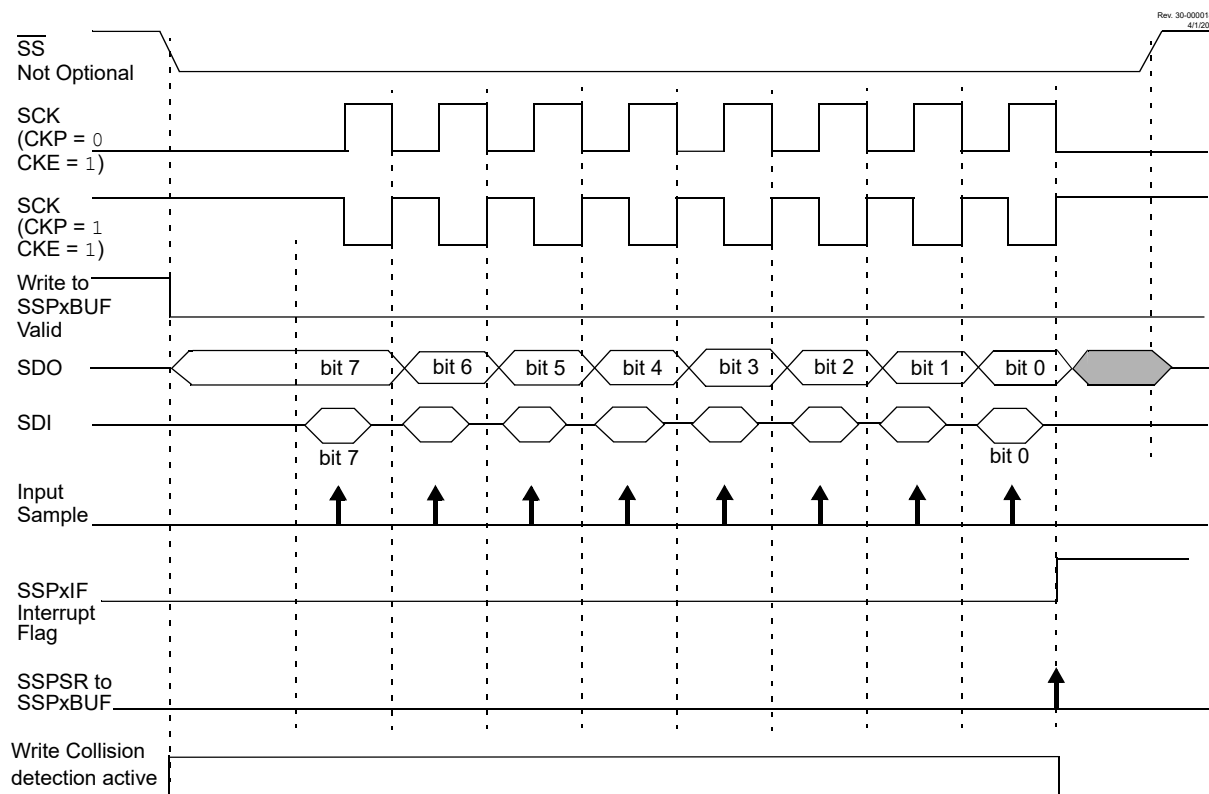 Rev. 30-00001
4/1/20
SS
Not Optional
SCK
(CKP = 0
CKE = 1)
SCK
(CKP = 1
CKE = 1)
Write to
SSPxBUF
Valid
SDO
bit 7 bit 6 bit 5 bit 4 bit 3 bit 2 bit 1 bit 0
SDI
bit 7 bit 0
Input
Sample
SSPxIF
Interrupt
Flag
SSPSR to
SSPxBUF
Write Collision
detection active